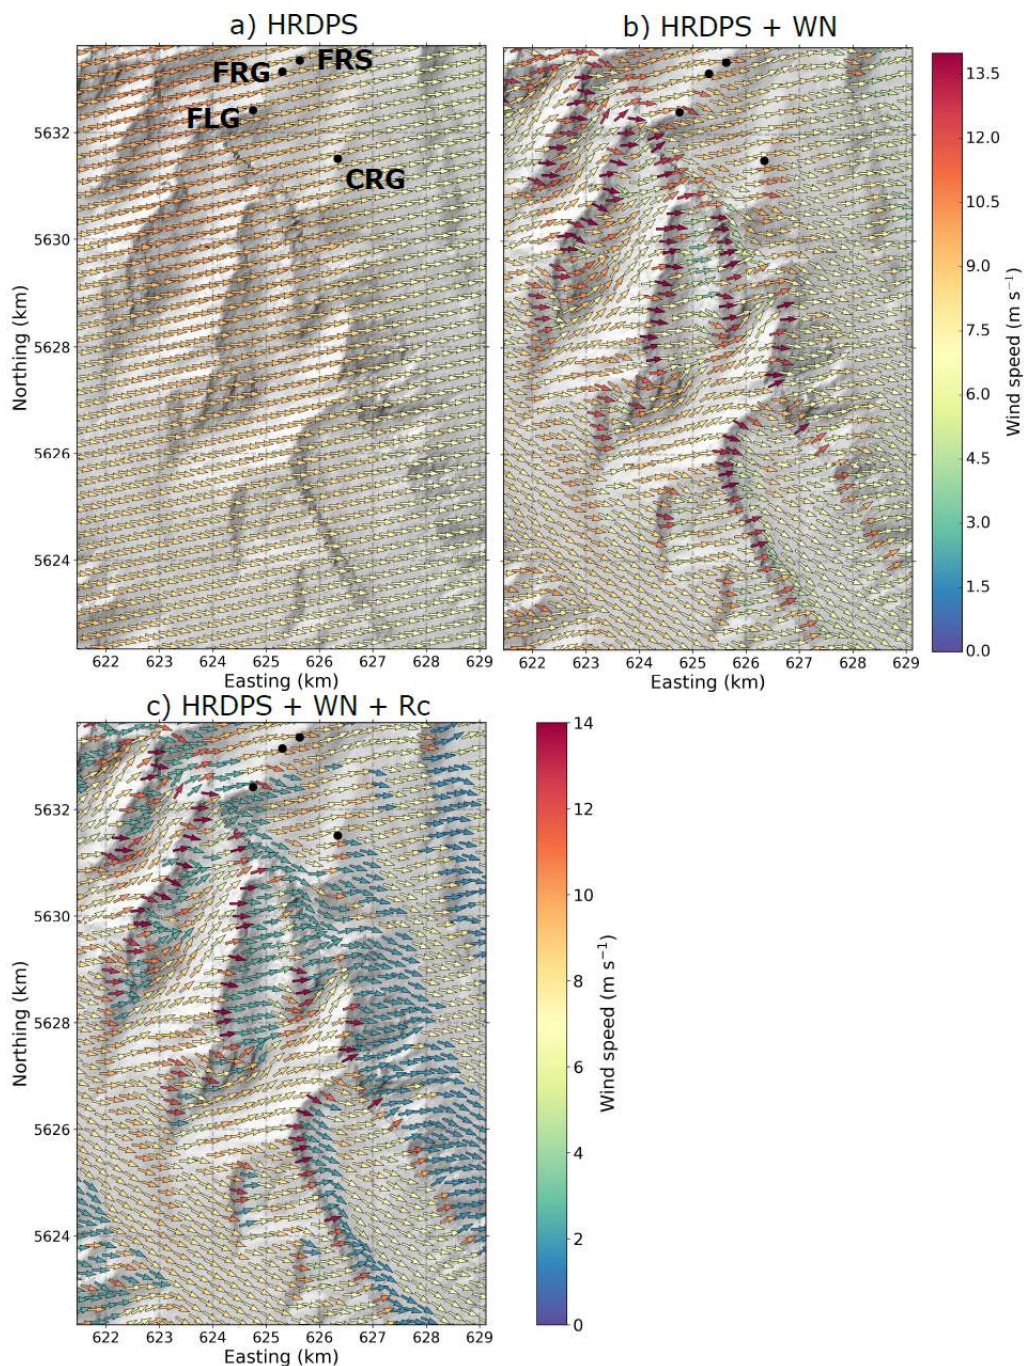 a) HRDPS
b) HRDPS + WN
FRG
FRS
FLG
CRG
5632
5630
5628
5626
5624
Northing (km)
622 623 624 625 626 627 628 629
Easting (km)
622 623 624 625 626 627 628 629
Easting (km)
13.5
12.0
10.5
9.0
7.5
6.0
4.5
3.0
1.5
0.0
Wind speed (m s⁻¹)
c) HRDPS + WN + Rc
5632
5630
5628
5626
5624
Northing (km)
622 623 624 625 626 627 628 629
Easting (km)
14
12
10
8
6
4
2
0
Wind speed (m s⁻¹)